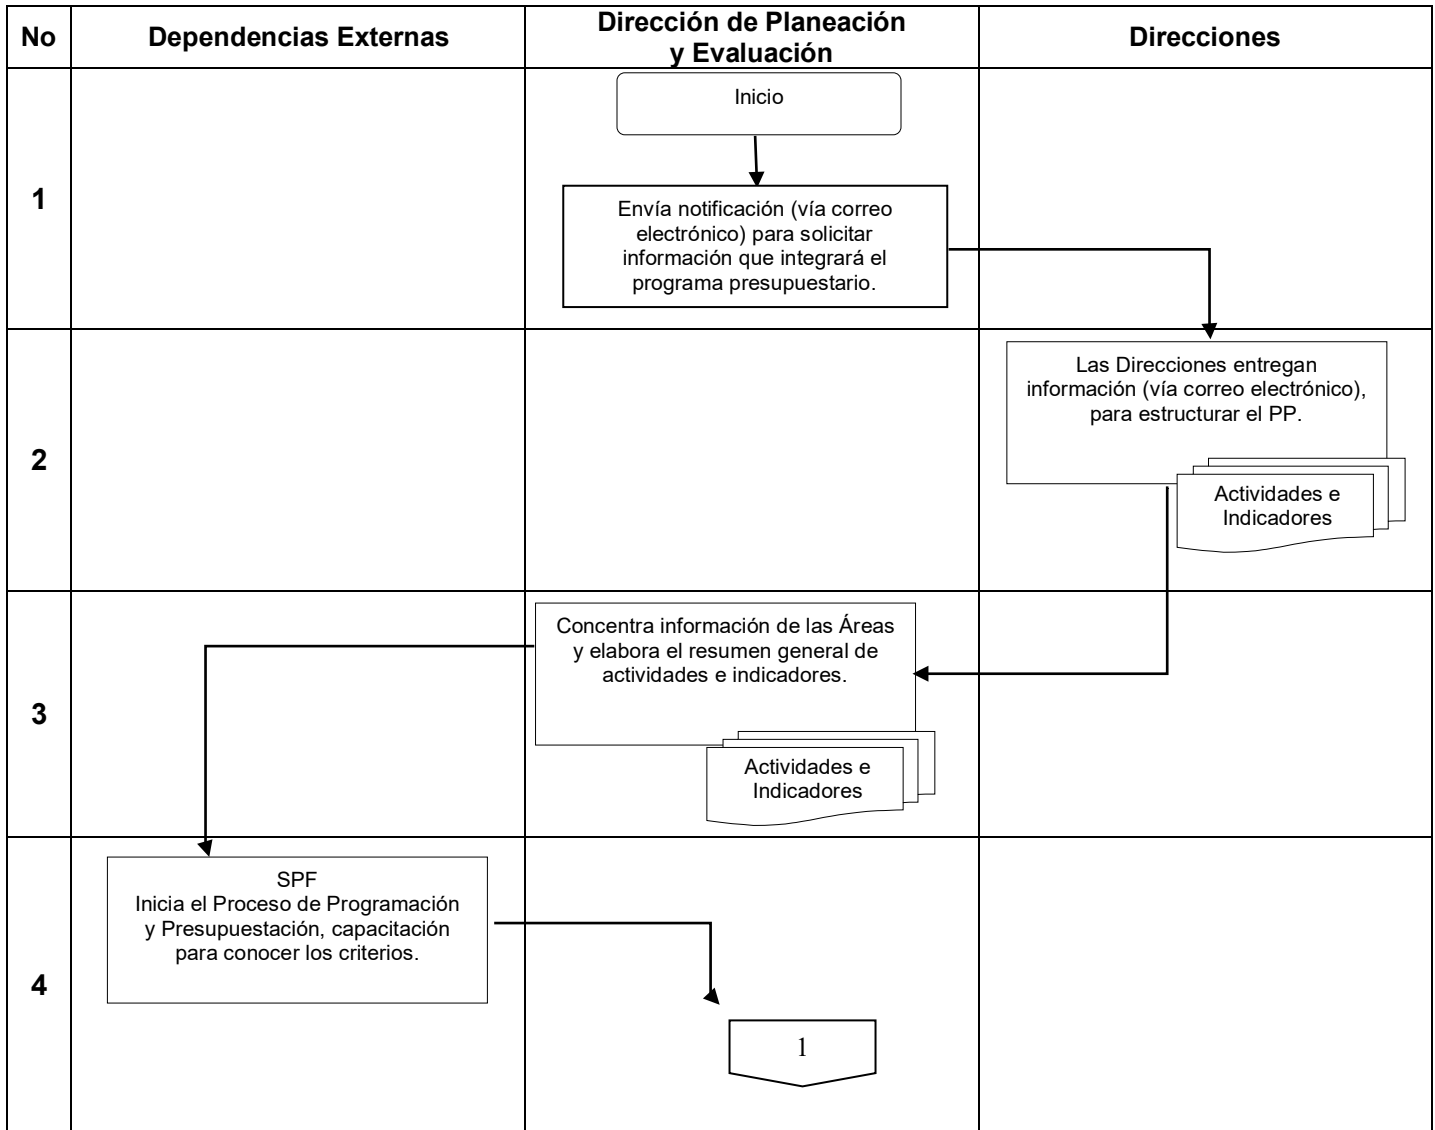 No
Dependencias Externas
Dirección de Planeación
y Evaluación
Direcciones
1
Inicio
Envía notificación (vía correo
electrónico) para solicitar
información que integrará el
programa presupuestario.
2
Las Direcciones entregan
información (vía correo electrónico),
para estructurar el PP.
Actividades e
Indicadores
3
Concentra información de las Áreas
y elabora el resumen general de
actividades e indicadores.
Actividades e
Indicadores
4
SPF
Inicia el Proceso de Programación
y Presupuestación, capacitación
para conocer los criterios.
1